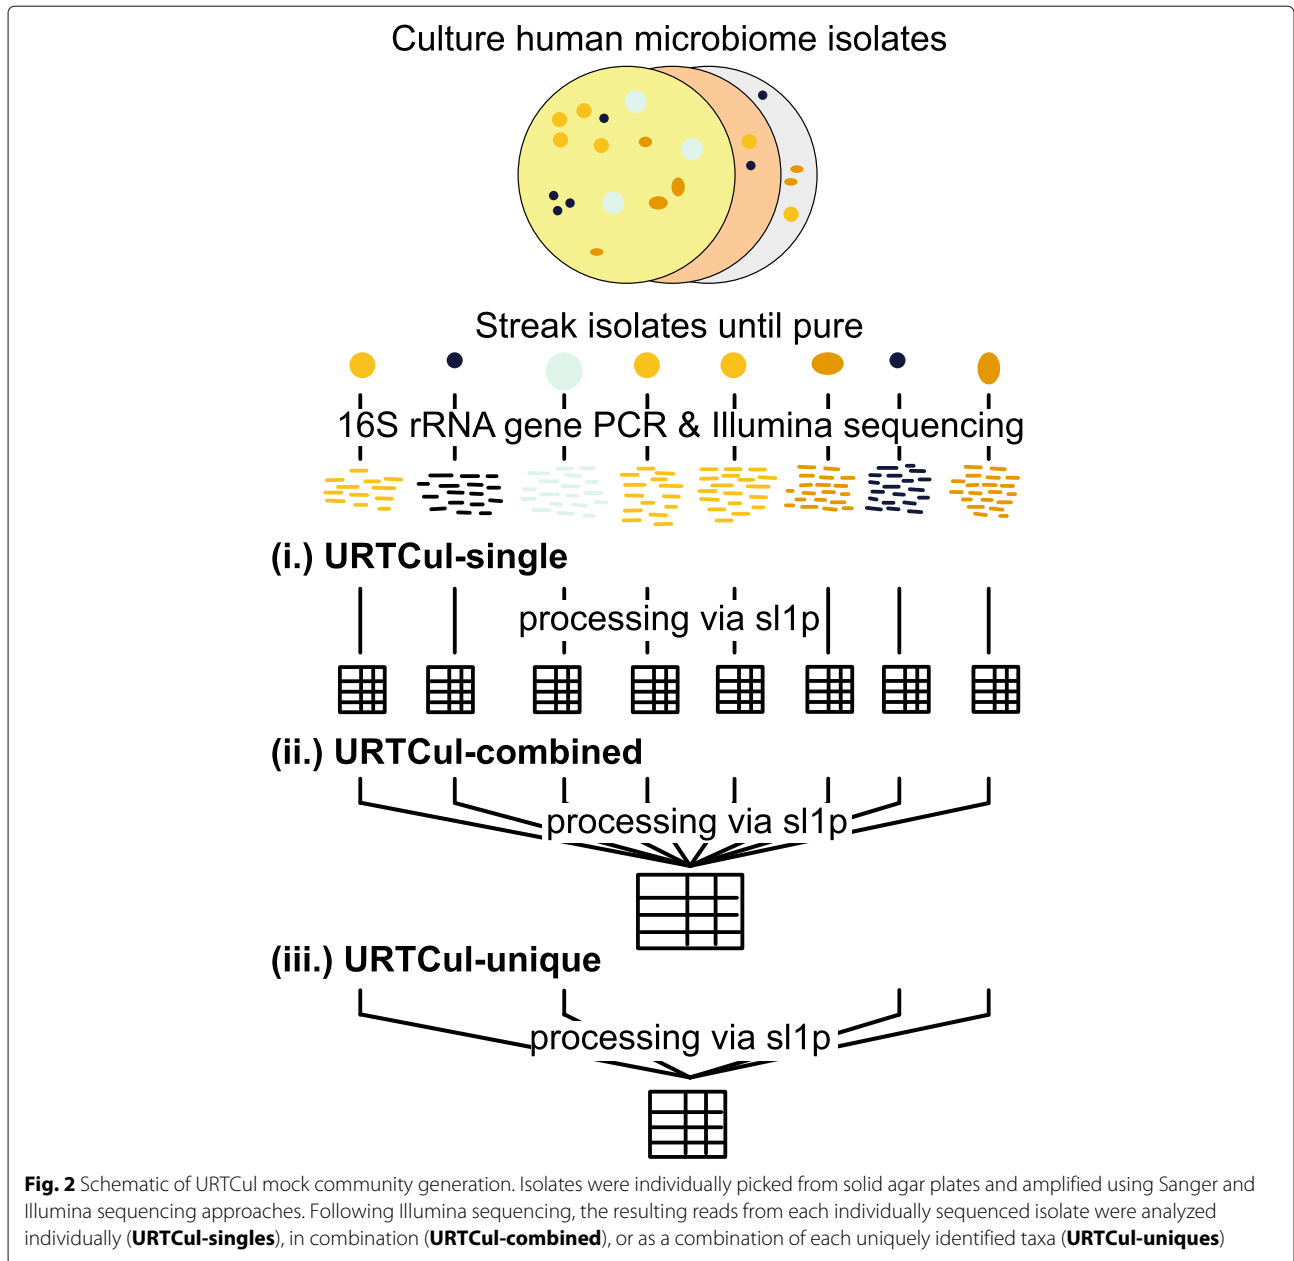 Culture human microbiome isolates
Streak isolates until pure
16S rRNA gene PCR & Illumina sequencing
(i.) URTCul-single
processing via sl1p
(ii.) URTCul-combined
processing via sl1p
(iii.) URTCul-unique
processing via sl1p
Fig. 2 Schematic of URTCul mock community generation. Isolates were individually picked from solid agar plates and amplified using Sanger and
Illumina sequencing approaches. Following Illumina sequencing, the resulting reads from each individually sequenced isolate were analyzed
individually (URTCul-singles), in combination (URTCul-combined), or as a combination of each uniquely identified taxa (URTCul-uniques)